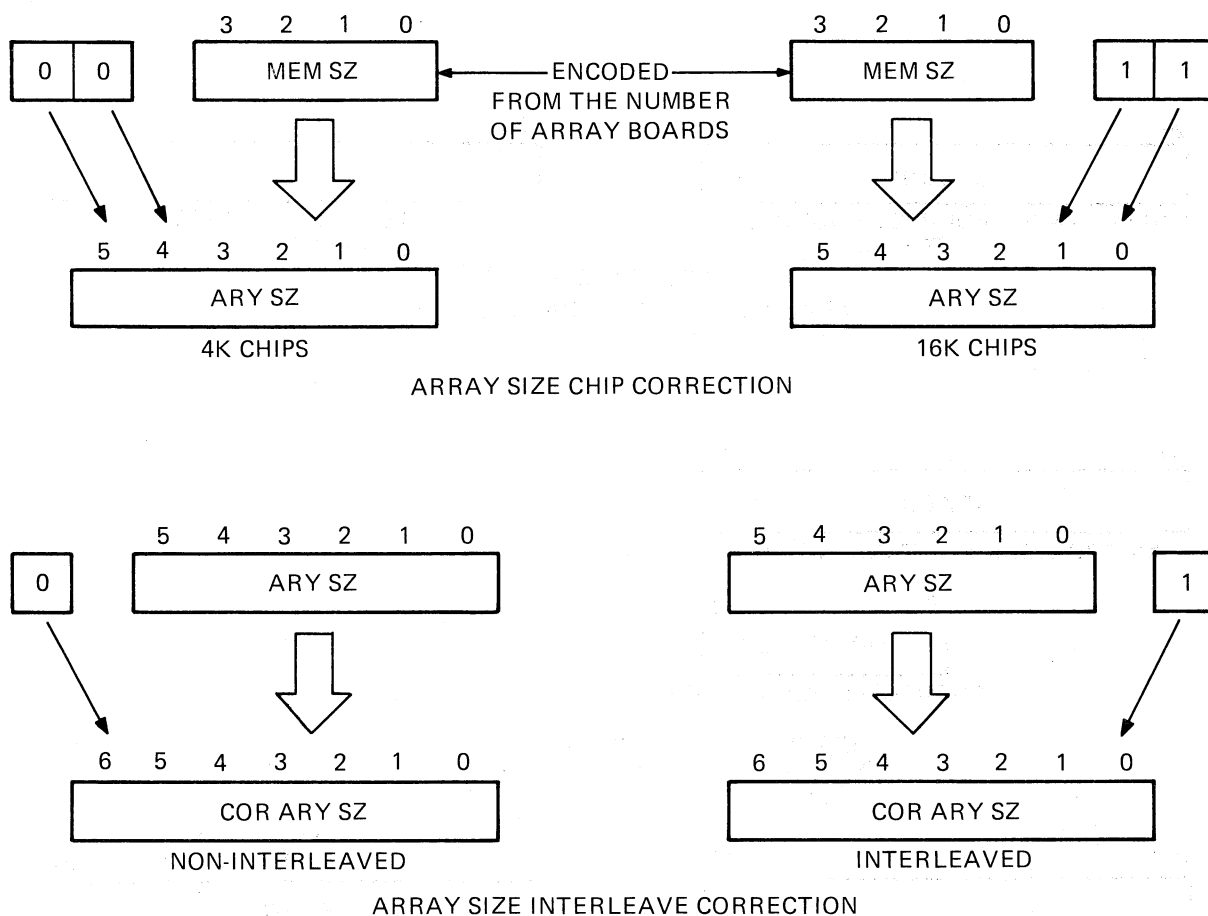 3 2 1 0
3 2 1 0
0 0
MEM SZ
ENCODED
FROM THE NUMBER
OF ARRAY BOARDS
MEM SZ
1 1
5 4 3 2 1 0
5 4 3 2 1 0
ARY SZ
ARY SZ
4K CHIPS
16K CHIPS
ARRAY SIZE CHIP CORRECTION
5 4 3 2 1 0
5 4 3 2 1 0
0
ARY SZ
ARY SZ
1
6 5 4 3 2 1 0
6 5 4 3 2 1 0
COR ARY SZ
COR ARY SZ
NON-INTERLEAVED
INTERLEAVED
ARRAY SIZE INTERLEAVE CORRECTION